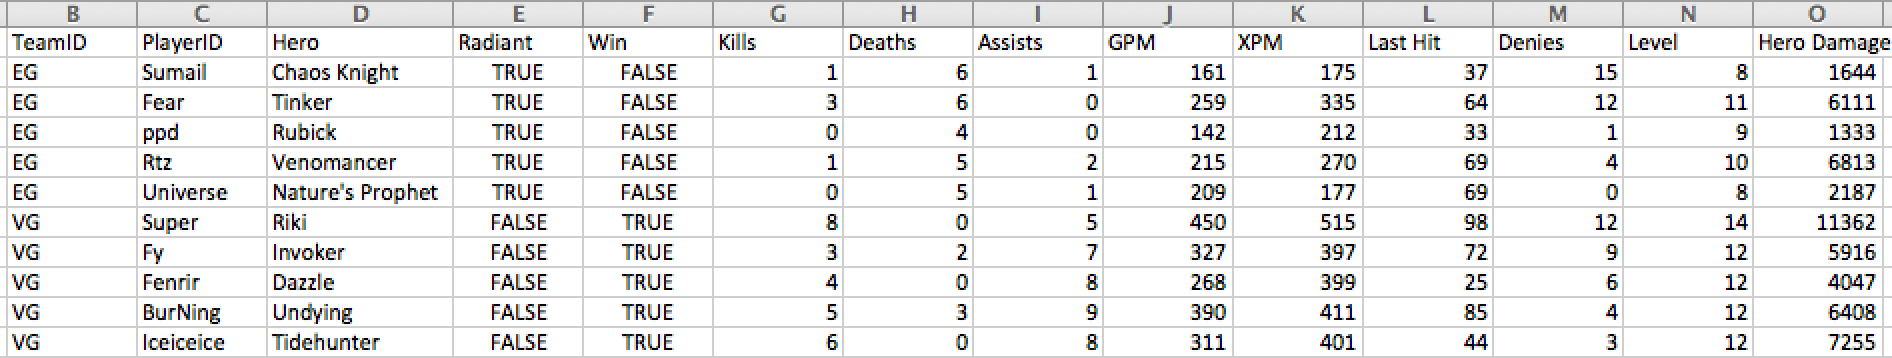 B C D E F G H I J K L M N O
TeamID PlayerID Hero Radiant Win Kills Deaths Assists GPM XPM Last Hit Denies Level Hero Damage
EG Sumail Chaos Knight TRUE FALSE 1 6 1 161 175 37 15 8 1644
EG Fear Tinker TRUE FALSE 3 6 0 259 335 64 12 11 6111
EG ppd Rubick TRUE FALSE 0 4 0 142 212 33 1 9 1333
EG Rtz Venomancer TRUE FALSE 1 5 2 215 270 69 4 10 6813
EG Universe Nature's Prophet TRUE FALSE 0 5 1 209 177 69 0 8 2187
VG Super Riki FALSE TRUE 8 0 5 450 515 98 12 14 11362
VG Fy Invoker FALSE TRUE 3 2 7 327 397 72 9 12 5916
VG Fenrir Dazzle FALSE TRUE 4 0 8 268 399 25 6 12 4047
VG BurNing Undying FALSE TRUE 5 3 9 390 411 85 4 12 6408
VG Iceiceice Tidehunter FALSE TRUE 6 0 8 311 401 44 3 12 7255